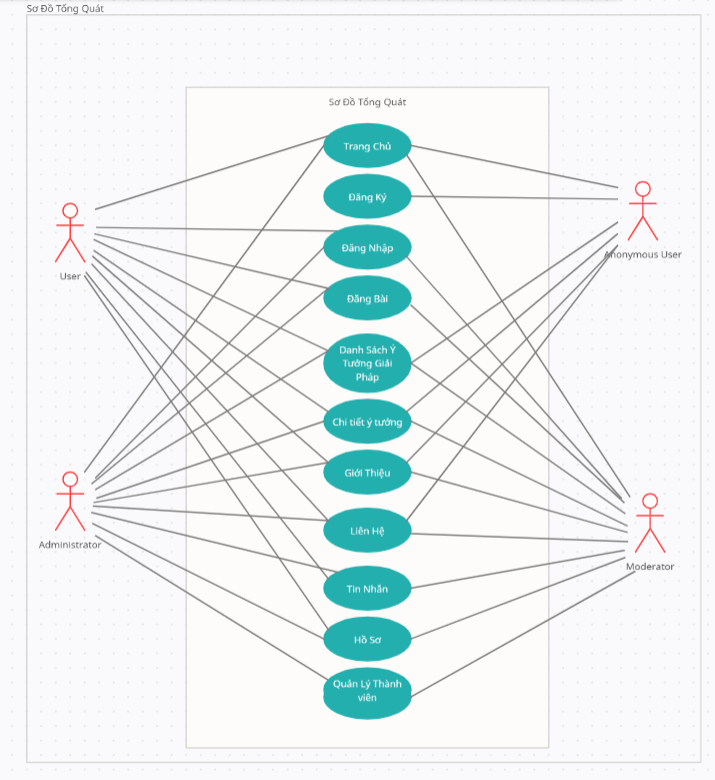 Sơ Đồ Tổng Quát
Sơ Đồ Tổng Quát
Trang Chủ
Đăng Ký
Đăng Nhập
Đăng Bài
Danh Sách Ý
Tưởng Giải
Pháp
Chi tiết ý tưởng
Giới Thiệu
Liên Hệ
Tin Nhắn
Hồ Sơ
Quản Lý Thành
viên
User
Administrator
Anonymous User
Moderator